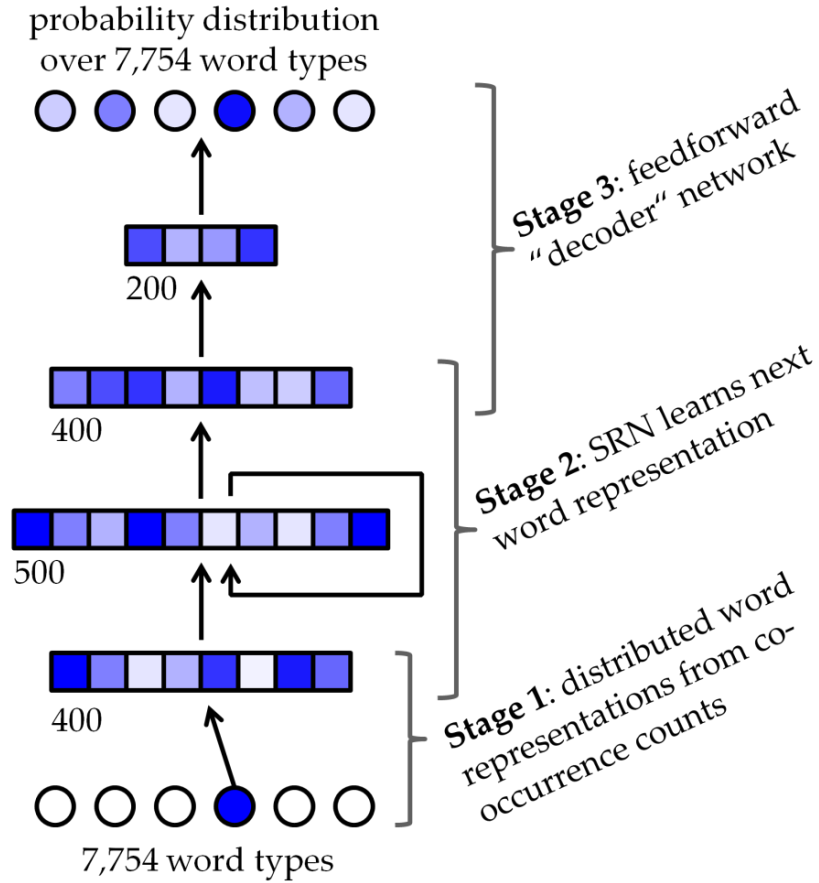 probability distribution
over 7,754 word types
Stage 3: feedforward
“decoder“ network
200
400
Stage 2: SRN learns next
word representation
500
400
Stage 1: distributed word
representations from co-
occurrence counts
7,754 word types